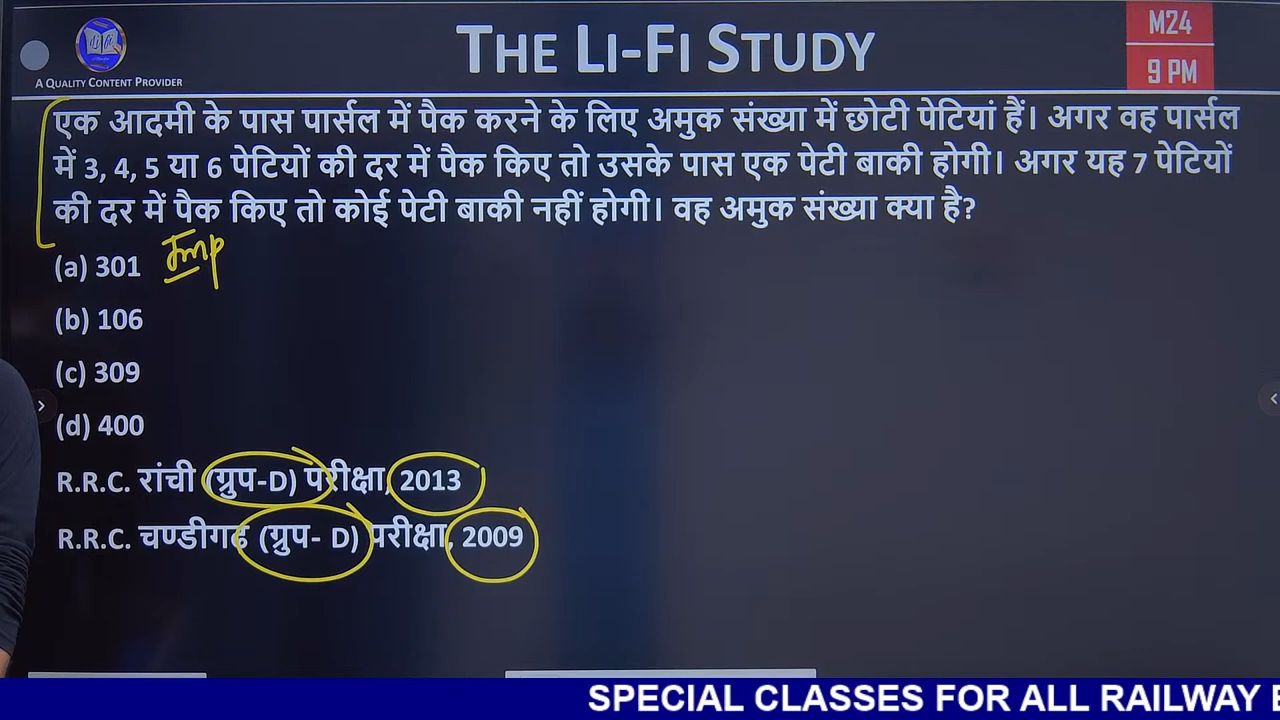 THE LI-FI STUDY
A QUALITY CONTENT PROVIDER
M24
9 PM
एक आदमी के पास पार्सल में पैक करने के लिए अमुक संख्या में छोटी पेटियां हैं। अगर वह पार्सल
में 3, 4, 5 या 6 पेटियों की दर में पैक किए तो उसके पास एक पेटी बाकी होगी। अगर यह 7 पेटियों
की दर में पैक किए तो कोई पेटी बाकी नहीं होगी। वह अमुक संख्या क्या है?
(a) 301 Imp
(b) 106
(c) 309
(d) 400
R.R.C. रांची (ग्रुप-D) परीक्षा, 2013
R.R.C. चण्डीगढ़ (ग्रुप- D) परीक्षा, 2009
SPECIAL CLASSES FOR ALL RAILWAY